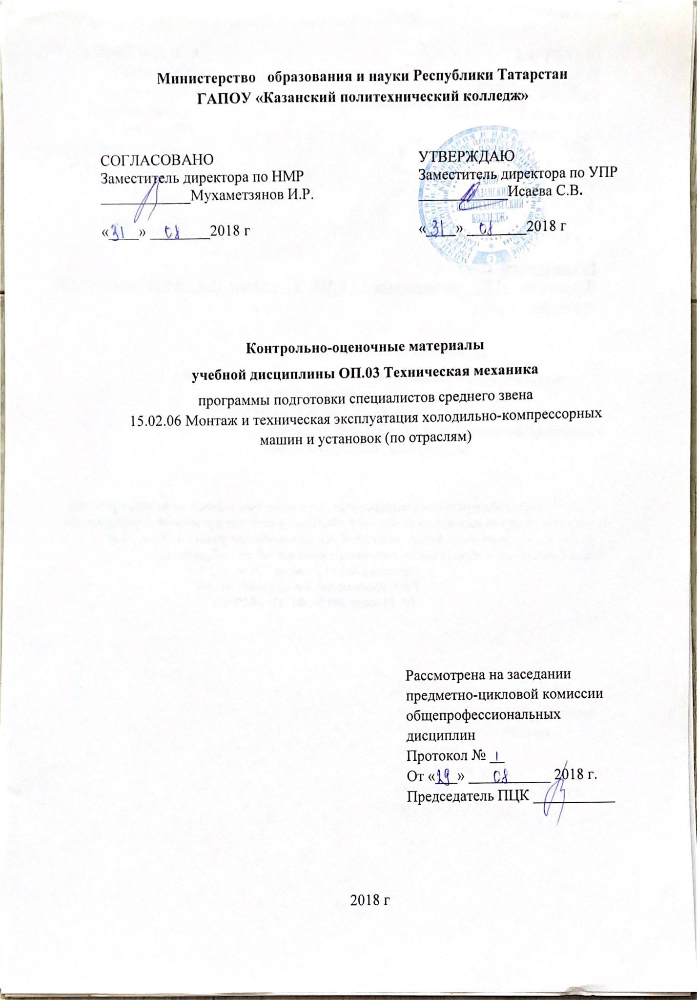 Министерство образования и науки Республики Татарстан
ГАПОУ «Казанский политехнический колледж»
СОГЛАСОВАНО
Заместитель директора по НМР
_____________Мухаметзянов И.Р.
«31» 08 2018 г
УТВЕРЖДАЮ
Заместитель директора по УПР
_____________Исаева С.В.
«31» 08 2018 г
КАЗАНСКИЙ
ПОЛИТЕХНИЧЕСКИЙ
КОЛЛЕДЖ»
Контрольно-оценочные материалы
учебной дисциплины ОП.03 Техническая механика
программы подготовки специалистов среднего звена
15.02.06 Монтаж и техническая эксплуатация холодильно-компрессорных
машин и установок (по отраслям)
Рассмотрена на заседании
предметно-цикловой комиссии
общепрофессиональных
дисциплин
Протокол № 1
От «29» 08 2018 г.
Председатель ПЦК ____________
2018 г